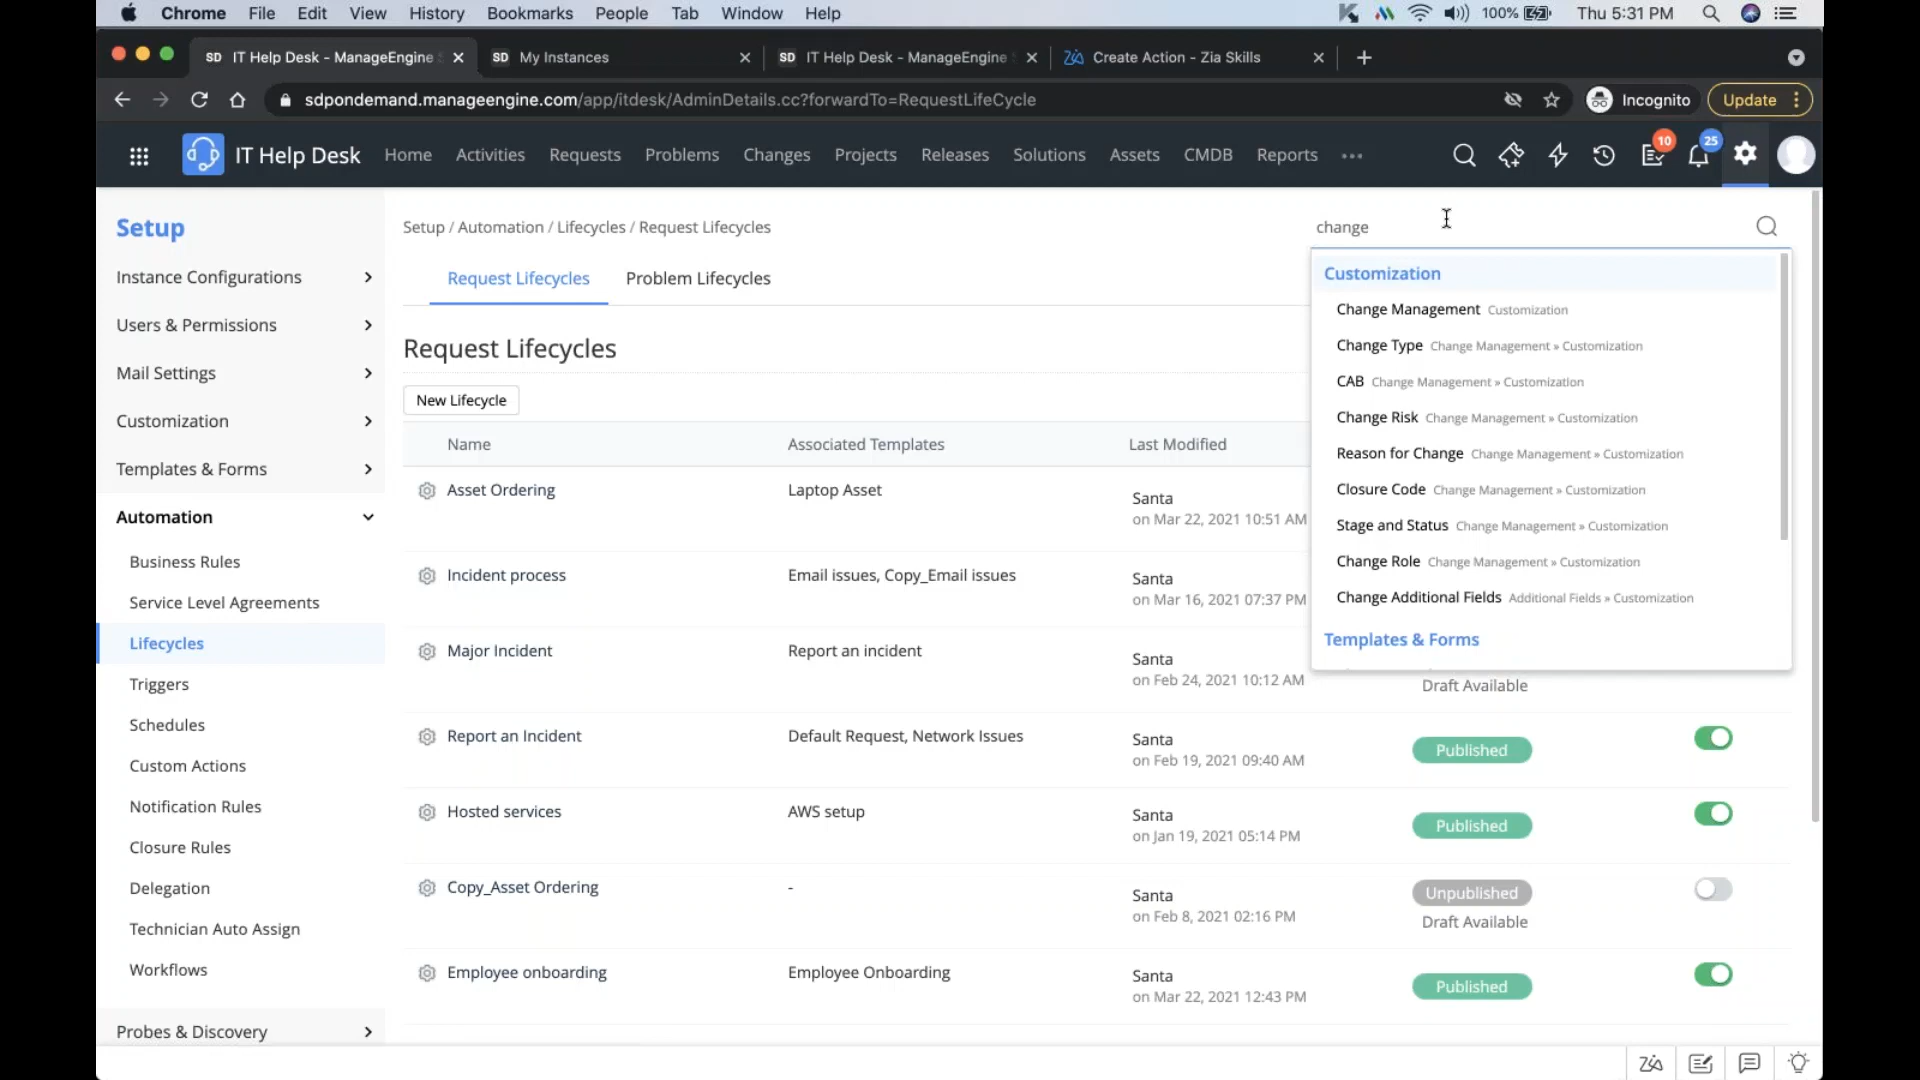 Chrome File Edit View History Bookmarks People Tab Window Help 100% Thu 5:31 PM
SD IT Help Desk - ManageEngine SD My Instances SD IT Help Desk - ManageEngine Create Action - Zia Skills
sdpondemand.manageengine.com/app/itdesk/AdminDetails.cc?forwardTo=RequestLifeCycle Incognito Update
IT Help Desk Home Activities Requests Problems Changes Projects Releases Solutions Assets CMDB Reports 10 25
Setup
Instance Configurations
Users & Permissions
Mail Settings
Customization
Templates & Forms
Automation
Business Rules
Service Level Agreements
Lifecycles
Triggers
Schedules
Custom Actions
Notification Rules
Closure Rules
Delegation
Technician Auto Assign
Workflows
Probes & Discovery
Setup / Automation / Lifecycles / Request Lifecycles
Request Lifecycles Problem Lifecycles
Request Lifecycles
New Lifecycle
Name Associated Templates Last Modified
Asset Ordering Laptop Asset Santa
on Mar 22, 2021 10:51 AM
Incident process Email issues, Copy_Email issues Santa
on Mar 16, 2021 07:37 PM
Major Incident Report an incident Santa
on Feb 24, 2021 10:12 AM Draft Available
Report an Incident Default Request, Network Issues Santa
on Feb 19, 2021 09:40 AM Published
Hosted services AWS setup Santa
on Jan 19, 2021 05:14 PM Published
Copy_Asset Ordering - Santa Unpublished
on Feb 8, 2021 02:16 PM Draft Available
Employee onboarding Employee Onboarding Santa
on Mar 22, 2021 12:43 PM Published
change
Customization
Change Management Customization
Change Type Change Management » Customization
CAB Change Management » Customization
Change Risk Change Management » Customization
Reason for Change Change Management » Customization
Closure Code Change Management » Customization
Stage and Status Change Management » Customization
Change Role Change Management » Customization
Change Additional Fields Additional Fields » Customization
Templates & Forms